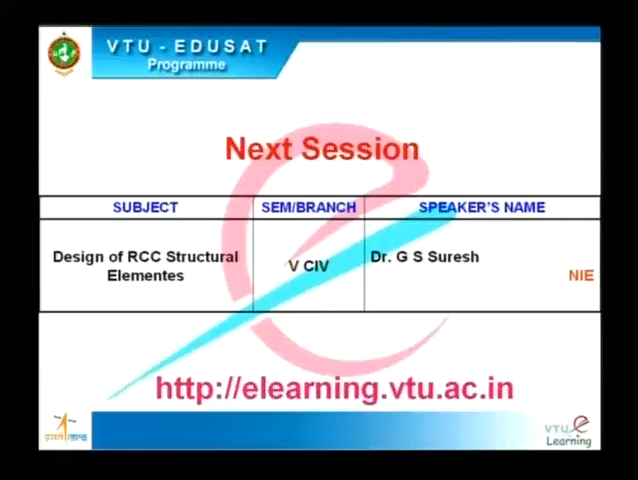 VTU - EDUSAT
Programme
Next Session
SUBJECT SEM/BRANCH SPEAKER'S NAME
Design of RCC Structural
Elementes
V CIV
Dr. G S Suresh
NIE
http://elearning.vtu.ac.in
VTU e
Learning